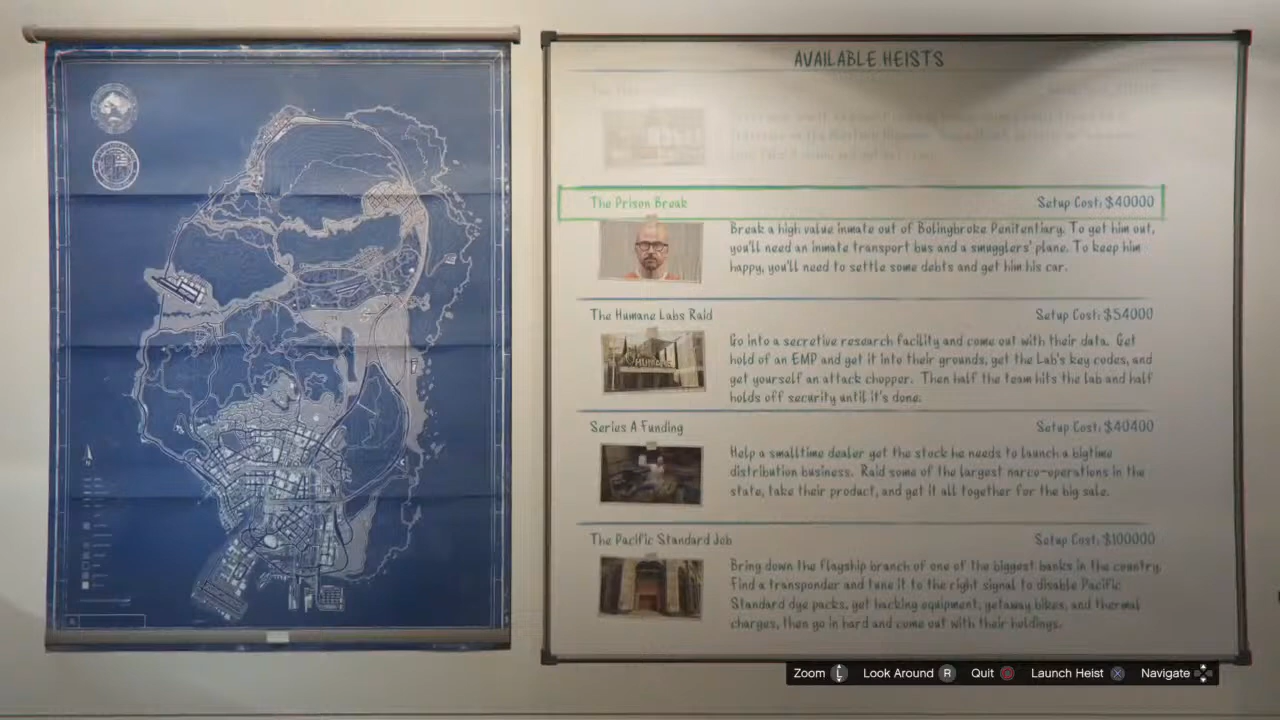 AVAILABLE HEISTS
The Prison Break Setup Cost: $40000
Break a high value inmate out of Bolingbroke Penitentiary. To get him out,
you'll need an inmate transport bus and a smugglers' plane. To keep him
happy, you'll need to settle some debts and get him his car.
The Humane Labs Raid Setup Cost: $54000
Go into a secretive research facility and come out with their data. Get
hold of an EMP and get it into their grounds, get the Lab's key codes, and
get yourself an attack chopper. Then half the team hits the lab and half
holds off security until it's done.
Series A Funding Setup Cost: $40400
Help a smalltime dealer get the stock he needs to launch a bigtime
distribution business. Raid some of the largest narco-operations in the
state, take their product, and get it all together for the big sale.
The Pacific Standard Job Setup Cost: $100000
Bring down the flagship branch of one of the biggest banks in the country.
Find a transponder and tune it to the right signal to disable Pacific
Standard dye packs, get hacking equipment, getaway bikes, and thermal
charges, then go in hard and come out with their holdings.
Zoom L Look Around R Quit Launch Heist Navigate